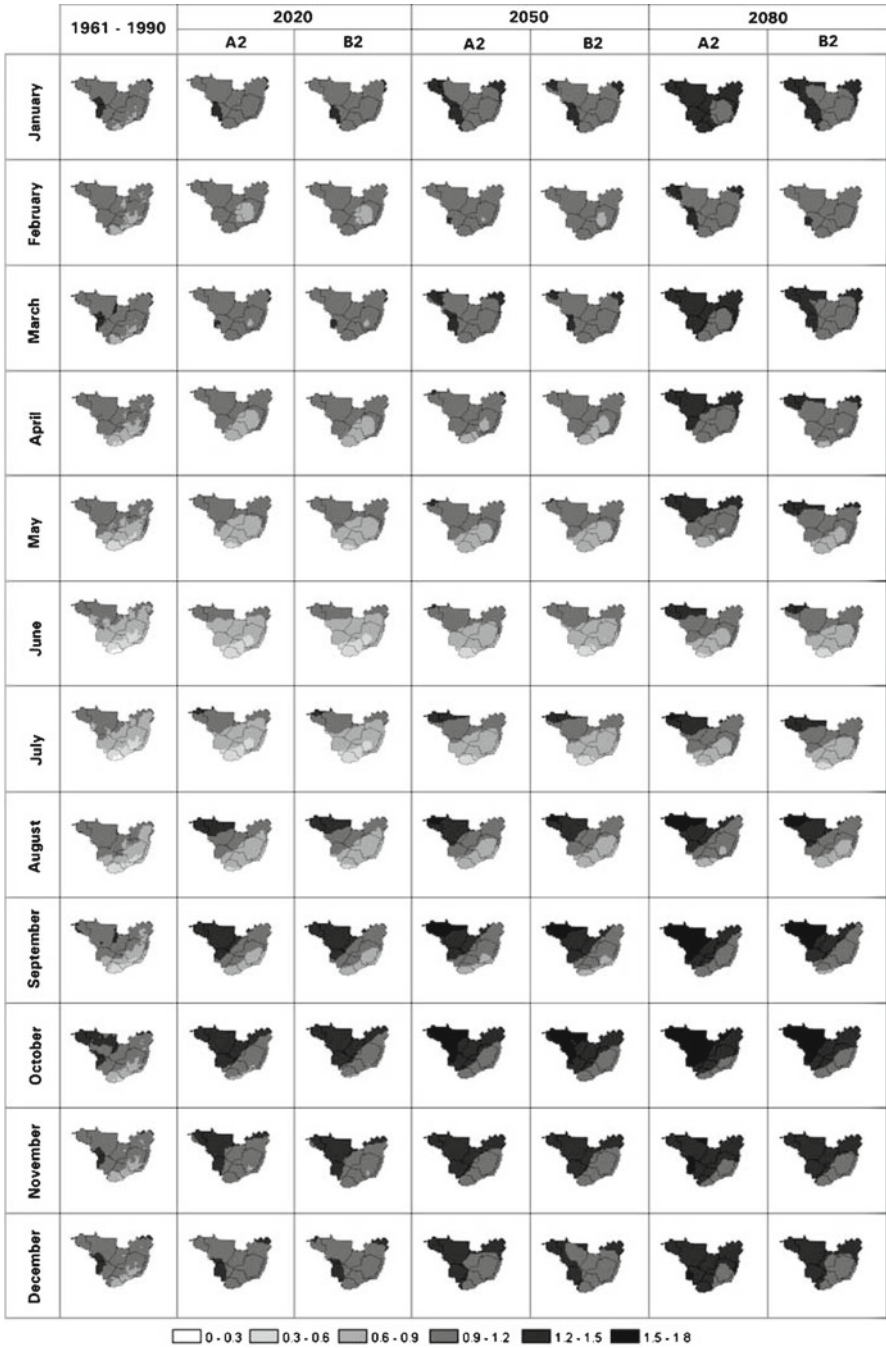 1961 - 1990 2020 2050 2080
A2 B2 A2 B2 A2 B2
January
February
March
April
May
June
July
August
September
October
November
December
0 - 0.3 0.3 - 0.6 0.6 - 0.9 0.9 - 1.2 1.2 - 1.5 1.5 - 1 8